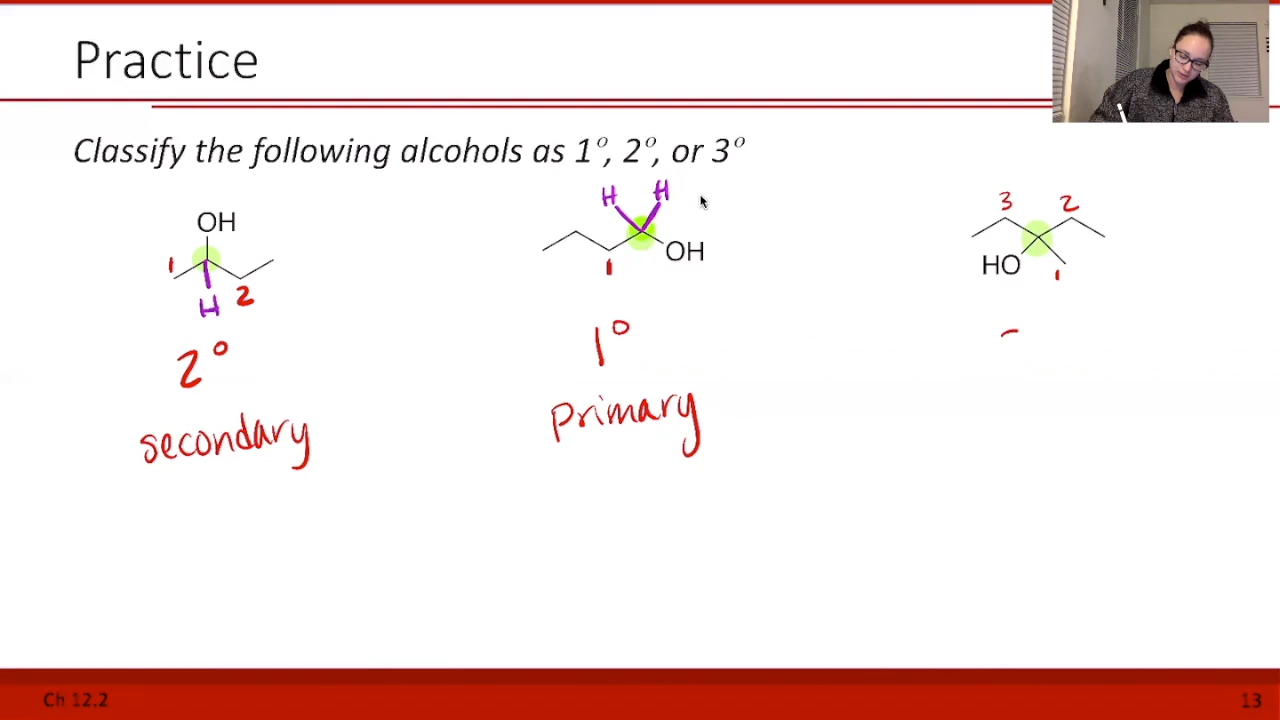 Practice
Classify the following alcohols as 1°, 2°, or 3°
OH
1
H
2
2°
secondary
H H
OH
1
1°
primary
3
2
HO
1
Ch 12.2
13